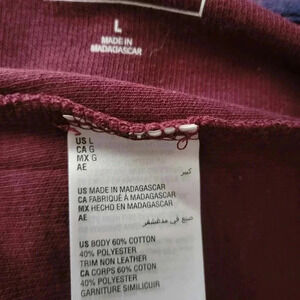 L
MADE IN
MADAGASCAR
US L
CA G
MX G
AE كبير
US MADE IN MADAGASCAR
CA FABRIQUÉ À MADAGASCAR
MX HECHO EN MADAGASCAR
AE صنع في مدغشقر
US BODY 60% COTTON
40% POLYESTER
TRIM NON LEATHER
CA CORPS 60% COTON
40% POLYESTER
GARNITURE SIMILICUIR